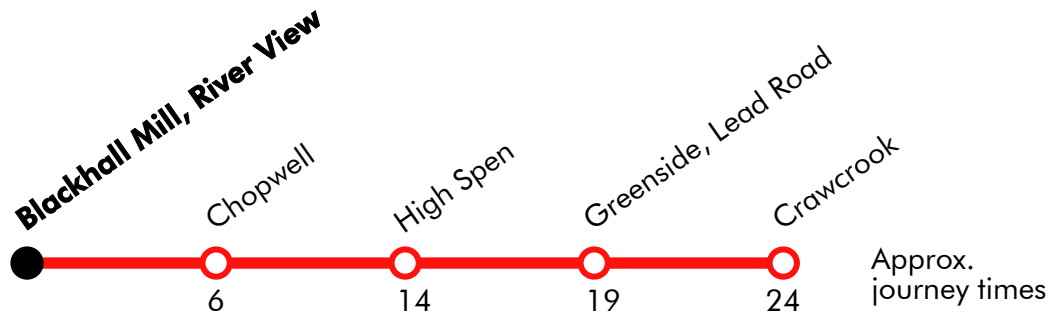 Blackhall Mill, River View
Chopwell
High Spen
Greenside, Lead Road
Crawcrook
Approx.
journey times
6
14
19
24